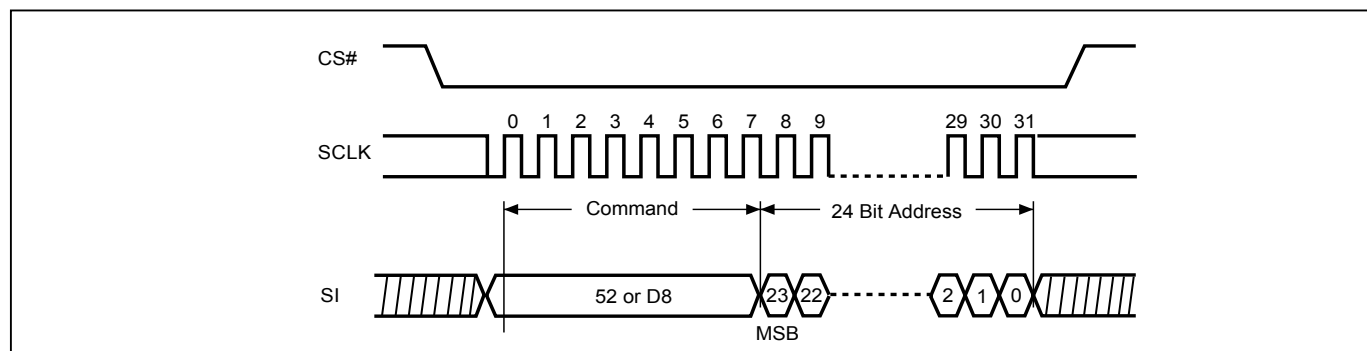 CS#
0 1 2 3 4 5 6 7 8 9 29 30 31
SCLK
Command 24 Bit Address
SI 52 or D8 23 22 2 1 0
MSB